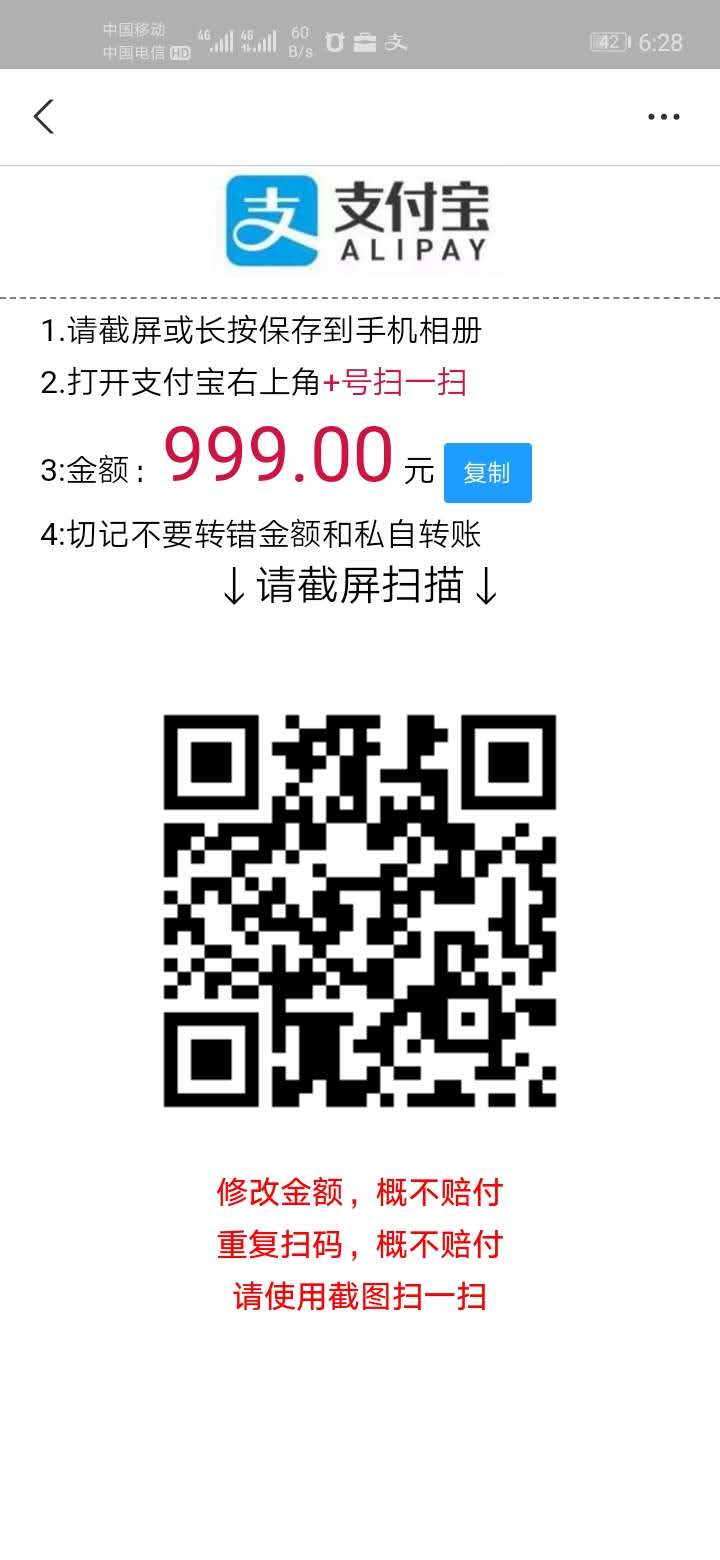 中国移动
中国电信 HD
4G 4G 60 B/s 支 42 6:28
支 支付宝
ALIPAY
1.请截屏或长按保存到手机相册
2.打开支付宝右上角+号扫一扫
3:金额：999.00 元 复制
4:切记不要转错金额和私自转账
↓请截屏扫描↓
修改金额，概不赔付
重复扫码，概不赔付
请使用截图扫一扫